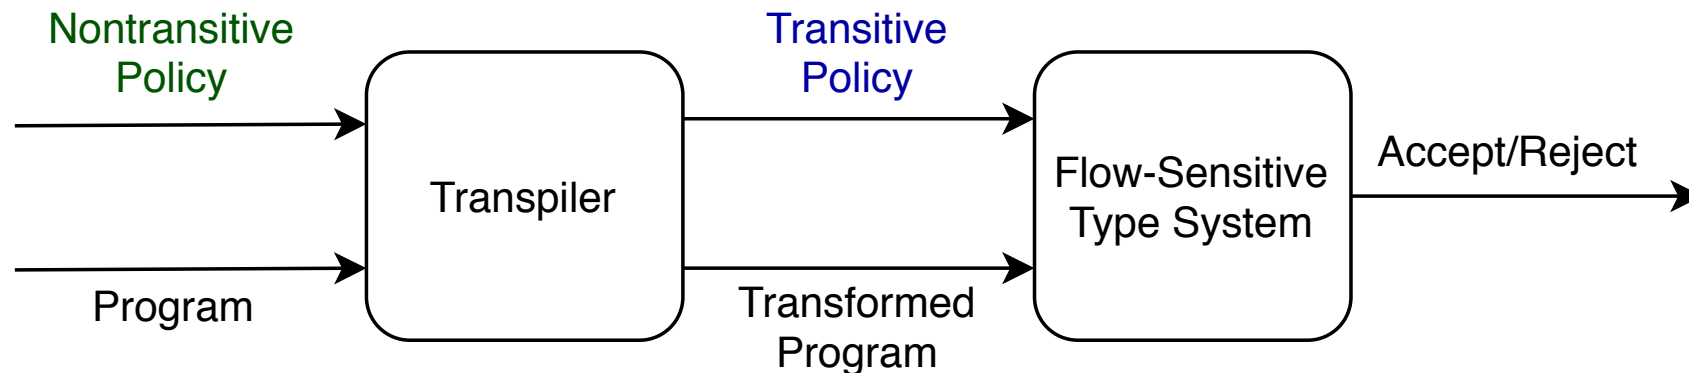 Nontransitive
Policy
Program
Transpiler
Transitive
Policy
Transformed
Program
Flow-Sensitive
Type System
Accept/Reject